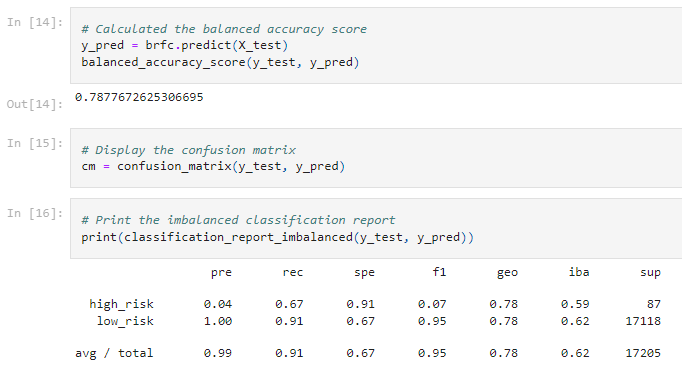 In [14]:
# Calculated the balanced accuracy score
y_pred = brfc.predict(X_test)
balanced_accuracy_score(y_test, y_pred)
Out[14]: 0.7877672625306695
In [15]:
# Display the confusion matrix
cm = confusion_matrix(y_test, y_pred)
In [16]:
# Print the imbalanced classification report
print(classification_report_imbalanced(y_test, y_pred))
pre rec spe f1 geo iba sup
high_risk 0.04 0.67 0.91 0.07 0.78 0.59 87
low_risk 1.00 0.91 0.67 0.95 0.78 0.62 17118
avg / total 0.99 0.91 0.67 0.95 0.78 0.62 17205